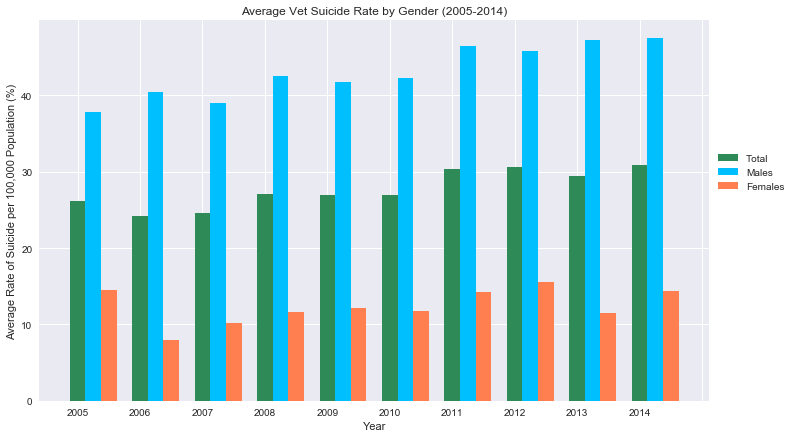 Average Vet Suicide Rate by Gender (2005-2014)
Average Rate of Suicide per 100,000 Population (%)
40
30
20
10
0
2005 2006 2007 2008 2009 2010 2011 2012 2013 2014
Year
Total
Males
Females